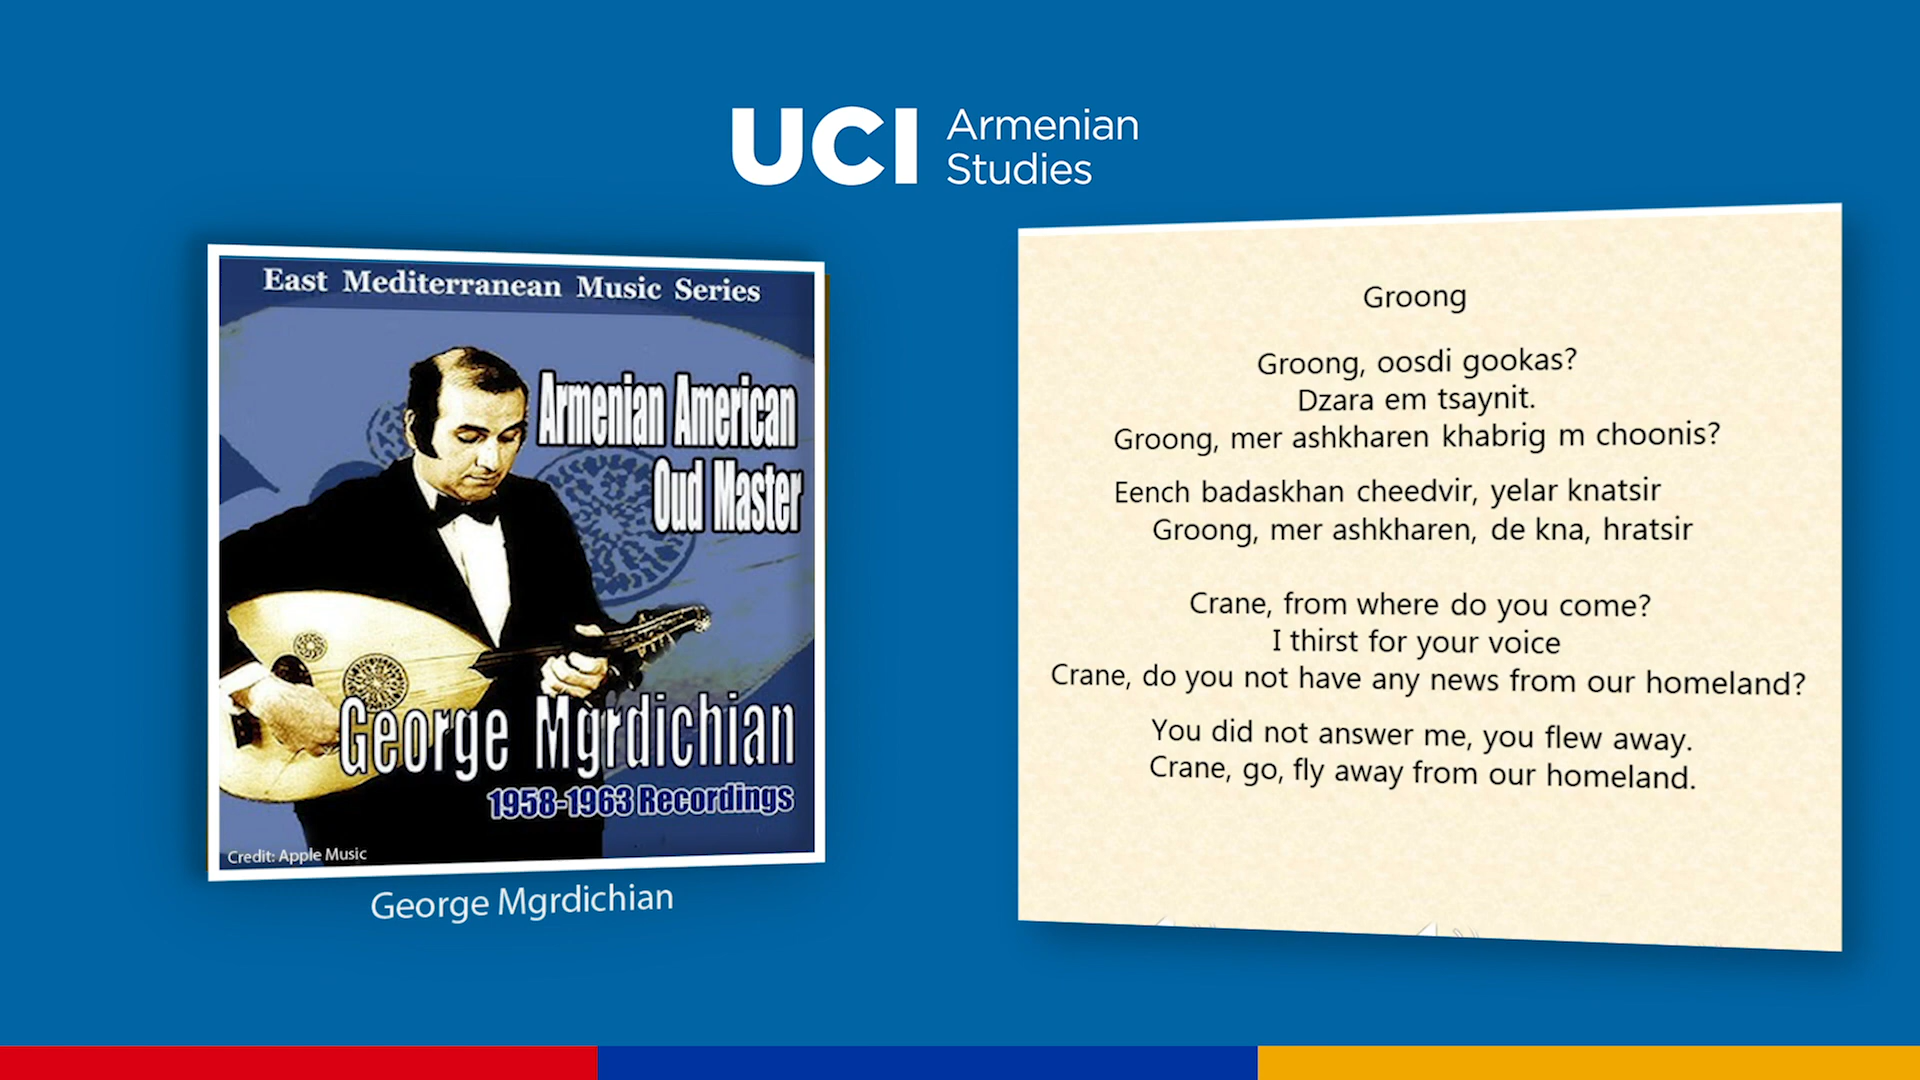 UCI Armenian
Studies
East Mediterranean Music Series
Armenian American
Oud Master
George Mgrdichian
1958-1963 Recordings
Credit: Apple Music
George Mgrdichian
Groong
Groong, oosdi gookas?
Dzara em tsaynit.
Groong, mer ashkharen khabrig m choonis?
Eench badaskhan cheedvir, yelar knatsir
Groong, mer ashkharen, de kna, hratsir
Crane, from where do you come?
I thirst for your voice
Crane, do you not have any news from our homeland?
You did not answer me, you flew away.
Crane, go, fly away from our homeland.